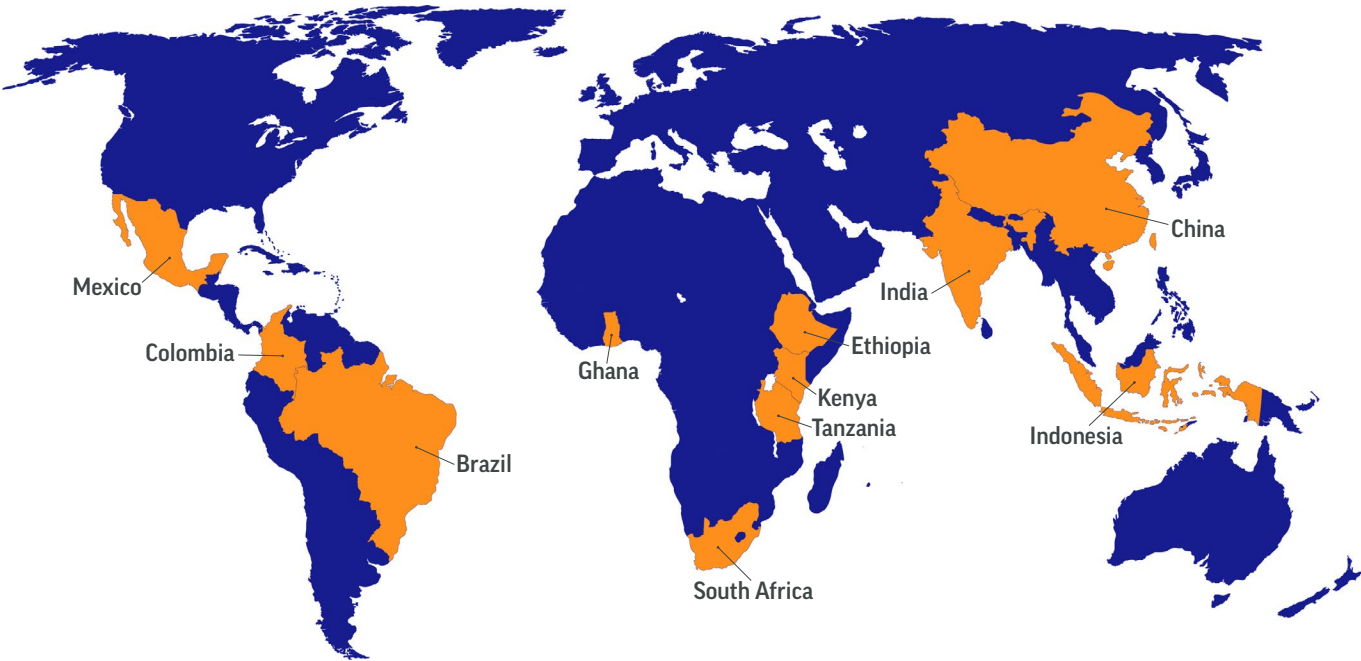 China
Mexico
India
Ethiopia
Colombia
Ghana
Kenya
Tanzania
Indonesia
Brazil
South Africa